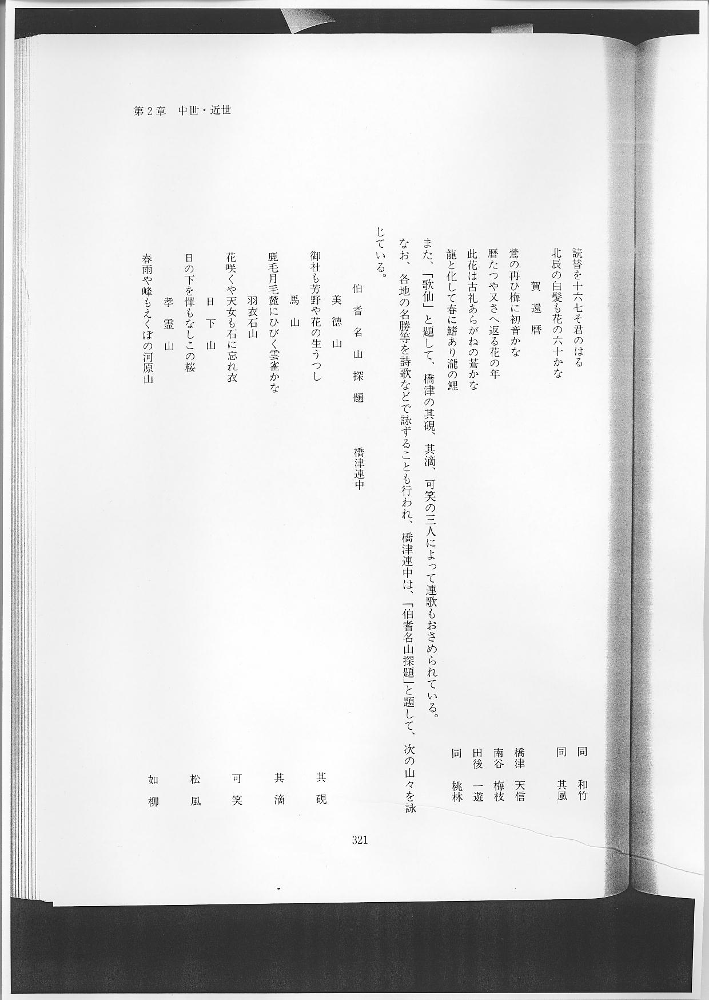 第2章　中世・近世
読替を十六七そ君のはる　同　和竹
北辰の白髪も花の六十かな　同　其風
賀還暦
鶯の再ひ梅に初音かな　橋津　天信
暦たつや又さへ返る花の年　南谷　梅枝
此花は古礼あらがねの蒼かな　田後　一遊
龍と化して春に鰭あり瀧の鯉　同　桃林
また、「歌仙」と題して、橋津の其硯、其滴、可笑の三人によって連歌もおさめられている。
なお、各地の名勝等を詩歌などで詠ずることも行われ、橋津連中は、「伯耆名山探題」と題して、次の山々を詠
じている。
伯耆名山探題　橋津連中
美徳山
御社も芳野や花の生うつし　其硯
馬山
鹿毛月毛麓にひびく雲雀かな　其滴
羽衣石山
花咲くや天女も石に忘れ衣　可笑
日下山
日の下を憚もなしこの桜　松風
孝霊山
春雨や峰もえくぼの河原山　如柳
321